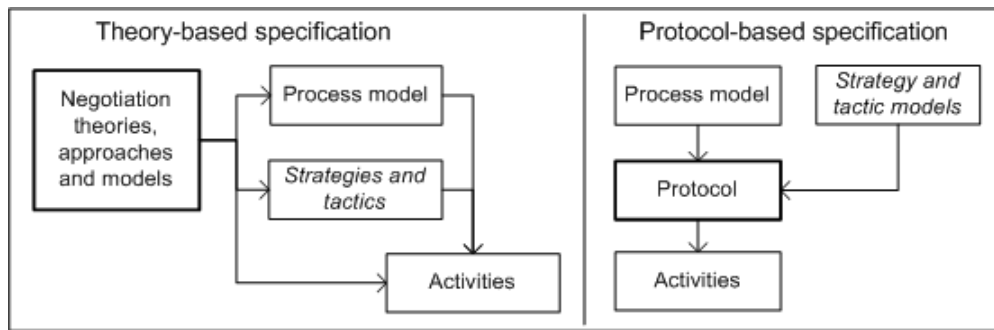 Theory-based specification
Negotiation
theories,
approaches
and models
Process model
Strategies and
tactics
Activities
Protocol-based specification
Process model
Strategy and
tactic models
Protocol
Activities